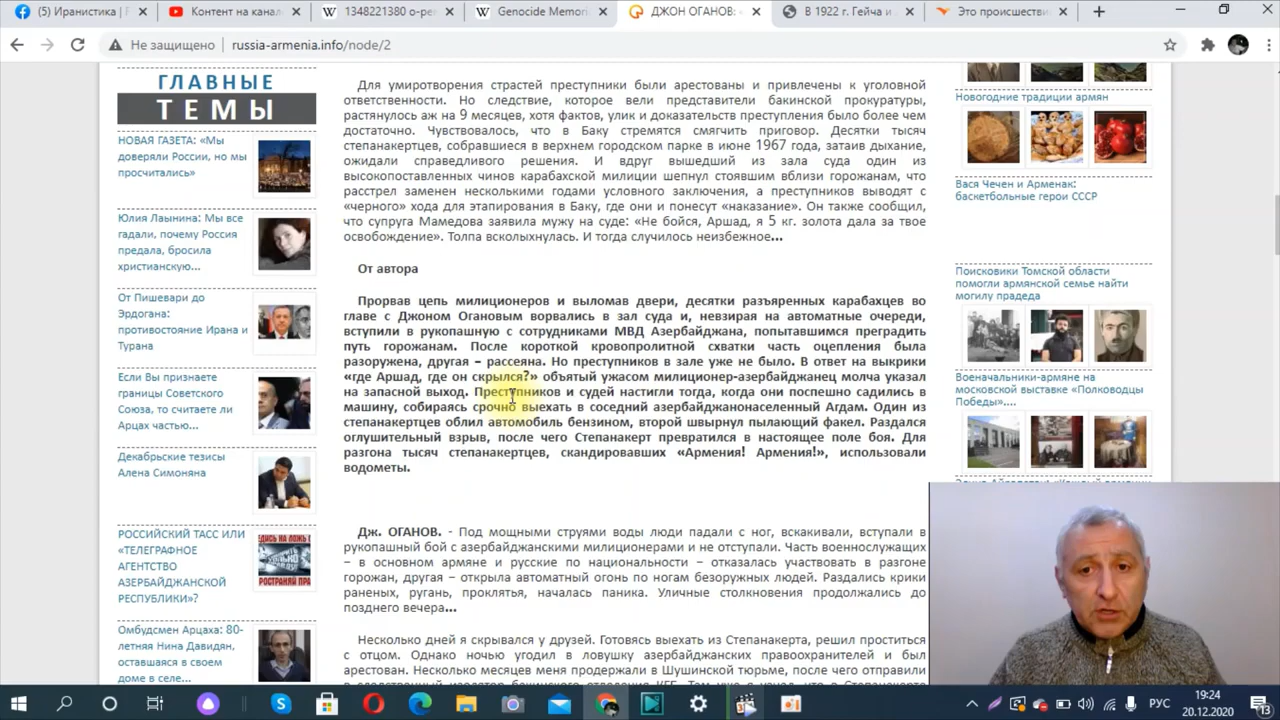 (5) Иранистика | F
Контент на канал
1348221380 о-рев
Genocide Memori
ДЖОН ОГАНОВ: «
В 1922 г. Гейча и
Это происшестви
Не защищено
russia-armenia.info/node/2
ГЛАВНЫЕ
ТЕМЫ
НОВАЯ ГАЗЕТА: «Мы
доверяли России, но мы
просчитались»
Юлия Лаынина: Мы все
гадали, почему Россия
предала, бросила
христианскую...
От Пишевари до
Эрдогана:
противостояние Ирана и
Турана
Если Вы признаете
границы Советского
Союза, то считаете ли
Арцах частью...
Декабрьские тезисы
Алена Симоняна
РОССИЙСКИЙ ТАСС ИЛИ
«ТЕЛЕГРАФНОЕ
АГЕНТСТВО
АЗЕРБАЙДЖАНСКОЙ
РЕСПУБЛИКИ»?
Омбудсмен Арцаха: 80-
летняя Нина Давидян,
оставшаяся в своем
доме в селе...
Для умиротворения страстей преступники были арестованы и привлечены к уголовной
ответственности. Но следствие, которое вели представители бакинской прокуратуры,
затянулось аж на 9 месяцев, хотя фактов, улик и доказательств преступления было более чем
достаточно. Чувствовалось, что в Баку стремятся смягчить приговор. Десятки тысяч
степанакертцев, собравшиеся в верхнем городском парке в июне 1967 года, затаив дыхание,
ожидали справедливого решения. И вдруг вышедший из зала суда один из
высокопоставленных чинов карабахской милиции шепнул стоявшим вблизи горожанам, что
расстрел заменен несколькими годами условного заключения, а преступников выводят с
«черного» хода для этапирования в Баку, где они и понесут «наказание». Он также сообщил,
что супруга Мамедова заявила мужу на суде: «Не бойся, Аршад, я 5 кг. золота дала за твое
освобождение». Толпа всколыхнулась. И тогда случилось неизбежное...
От автора
Прорвав цепь милиционеров и выломав двери, десятки разъяренных карабахцев во
главе с Джоном Огановым ворвались в зал суда и, невзирая на автоматные очереди,
вступили в рукопашную с сотрудниками МВД Азербайджана, попытавшимся преградить
путь горожанам. После короткой кровопролитной схватки часть оцепления была
разоружена, другая – рассеяна. Но преступников в зале уже не было. В ответ на выкрики
«где Аршад, где он скрылся?» объятый ужасом милиционер-азербайджанец молча указал
на другой выход. Преступников и судей настигли тогда, когда они поспешно садились в
машину, собираясь срочно выехать в соседний азербайджанонаселенный Агдам. Один из
степанакертцев облил автомобиль бензином, второй швырнул пылающий факел. Раздался
оглушительный взрыв, после чего Степанакерт превратился в настоящее поле боя. Для
разгона тысяч степанакертцев, скандировавших «Армения! Армения!», использовали
водометы.
Дж. ОГАНОВ. - Под мощными струями воды люди падали с ног, вскакивали, вступали в
рукопашный бой с азербайджанскими милиционерами и не отступали. Часть военнослужащих
– в основном армяне и русские по национальности – отказалась участвовать в разгоне
горожан, другая – открыла автоматный огонь по ногам безоружных людей. Раздались крики
раненых, ругань, проклятья, началась паника. Уличные столкновения продолжались до
позднего вечера...
Несколько дней я скрывался у друзей. Готовясь выехать из Степанакерта, решил проститься
с отцом. Однако ночью угодил в ловушку азербайджанских правоохранителей и был
арестован. Несколько месяцев меня продержали в Шушинской тюрьме, после чего отправили
Новогодние традиции армян
Вася Чечен и Арменак:
баскетбольные герои СССР
Поисковики Томской области
помогли армянской семье найти
могилу прадеда
Военачальники-армяне на
московской выставке «Полководцы
Победы»....
РУС
19:24
20.12.2020
13